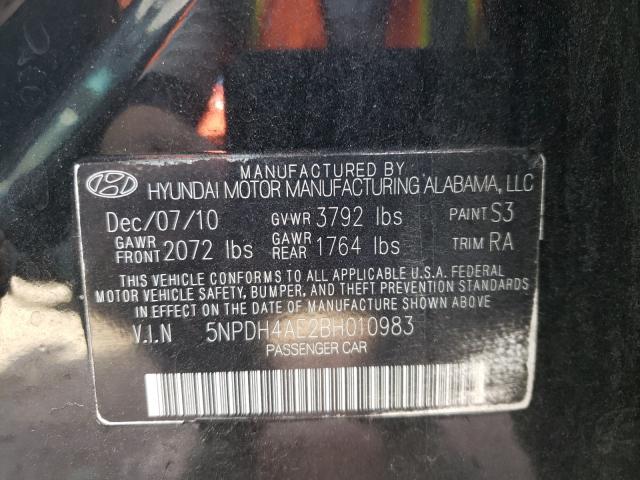 MANUFACTURED BY
HYUNDAI MOTOR MANUFACTURING ALABAMA, LLC
Dec/07/10 GVWR 3792 lbs PAINT S3
GAWR FRONT 2072 lbs GAWR REAR 1764 lbs TRIM RA
THIS VEHICLE CONFORMS TO ALL APPLICABLE U.S.A. FEDERAL
MOTOR VEHICLE SAFETY, BUMPER, AND THEFT PREVENTION STANDARDS
IN EFFECT ON THE DATE OF MANUFACTURE SHOWN ABOVE.
V.I.N 5NPDH4AE2BH010983
PASSENGER CAR